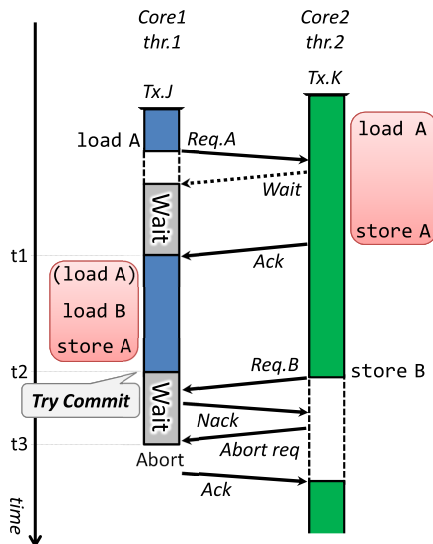 Core1
thr.1
Core2
thr.2
Tx.J
Tx.K
load A
Req.A
load A
Wait
Wait
store A
t1
Ack
(load A)
load B
store A
t2
Req.B
store B
Try Commit
Wait
Nack
t3
Abort req
Abort
Ack
time